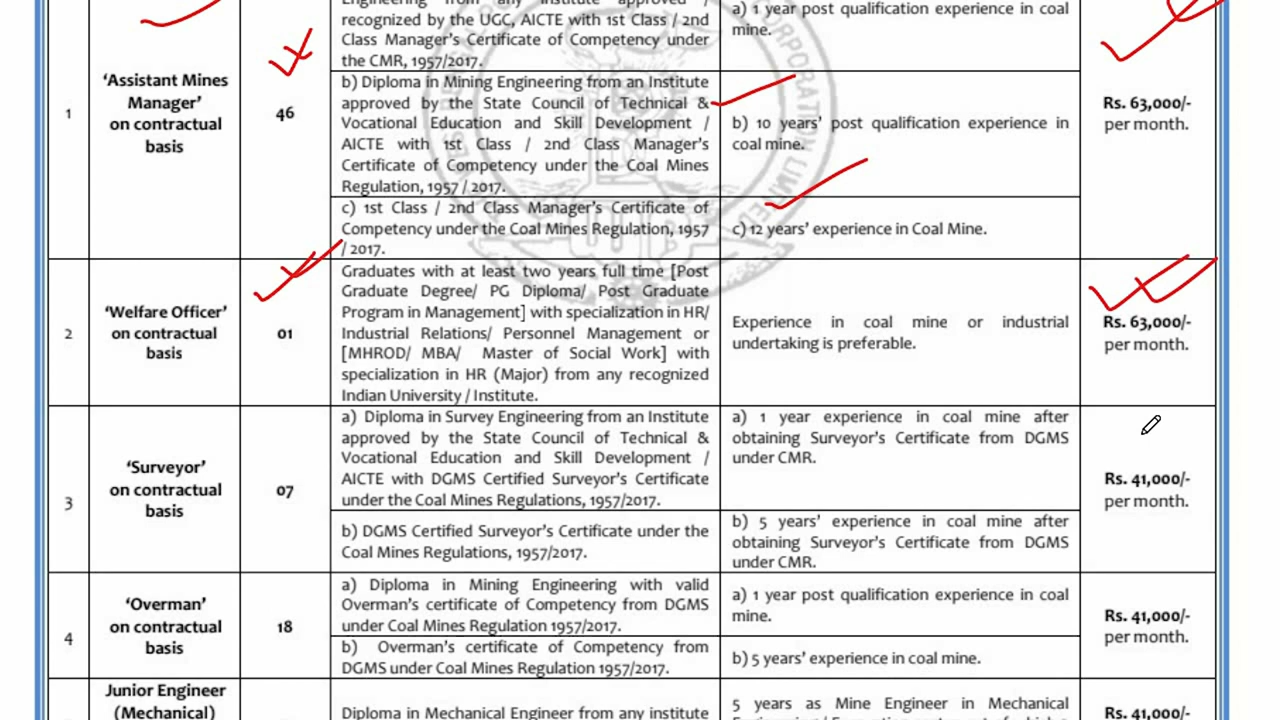 Engineering from any institute approved /
recognized by the UGC, AICTE with 1st Class / 2nd
Class Manager's Certificate of Competency under
the CMR, 1957/2017.
a) 1 year post qualification experience in coal
mine.
1
'Assistant Mines
Manager'
on contractual
basis
46
b) Diploma in Mining Engineering from an Institute
approved by the State Council of Technical &
Vocational Education and Skill Development /
AICTE with 1st Class / 2nd Class Manager's
Certificate of Competency under the Coal Mines
Regulation, 1957 / 2017.
b) 10 years' post qualification experience in
coal mine.
Rs. 63,000/-
per month.
c) 1st Class / 2nd Class Manager's Certificate of
Competency under the Coal Mines Regulation, 1957
/ 2017.
c) 12 years' experience in Coal Mine.
2
'Welfare Officer'
on contractual
basis
01
Graduates with at least two years full time [Post
Graduate Degree/ PG Diploma/ Post Graduate
Program in Management] with specialization in HR/
Industrial Relations/ Personnel Management or
[MHROD/ MBA/ Master of Social Work] with
specialization in HR (Major) from any recognized
Indian University / Institute.
Experience in coal mine or industrial
undertaking is preferable.
Rs. 63,000/-
per month.
3
'Surveyor'
on contractual
basis
07
a) Diploma in Survey Engineering from an Institute
approved by the State Council of Technical &
Vocational Education and Skill Development /
AICTE with DGMS Certified Surveyor's Certificate
under the Coal Mines Regulations, 1957/2017.
a) 1 year experience in coal mine after
obtaining Surveyor's Certificate from DGMS
under CMR.
Rs. 41,000/-
per month.
b) DGMS Certified Surveyor's Certificate under the
Coal Mines Regulations, 1957/2017.
b) 5 years' experience in coal mine after
obtaining Surveyor's Certificate from DGMS
under CMR.
4
'Overman'
on contractual
basis
18
a) Diploma in Mining Engineering with valid
Overman's certificate of Competency from DGMS
under Coal Mines Regulation 1957/2017.
a) 1 year post qualification experience in coal
mine.
Rs. 41,000/-
per month.
b) Overman's certificate of Competency from
DGMS under Coal Mines Regulation 1957/2017.
b) 5 years' experience in coal mine.
Junior Engineer
(Mechanical)
Diploma in Mechanical Engineer from any institute
5 years as Mine Engineer in Mechanical
Rs. 41,000/-
CORPORATION LIMITED